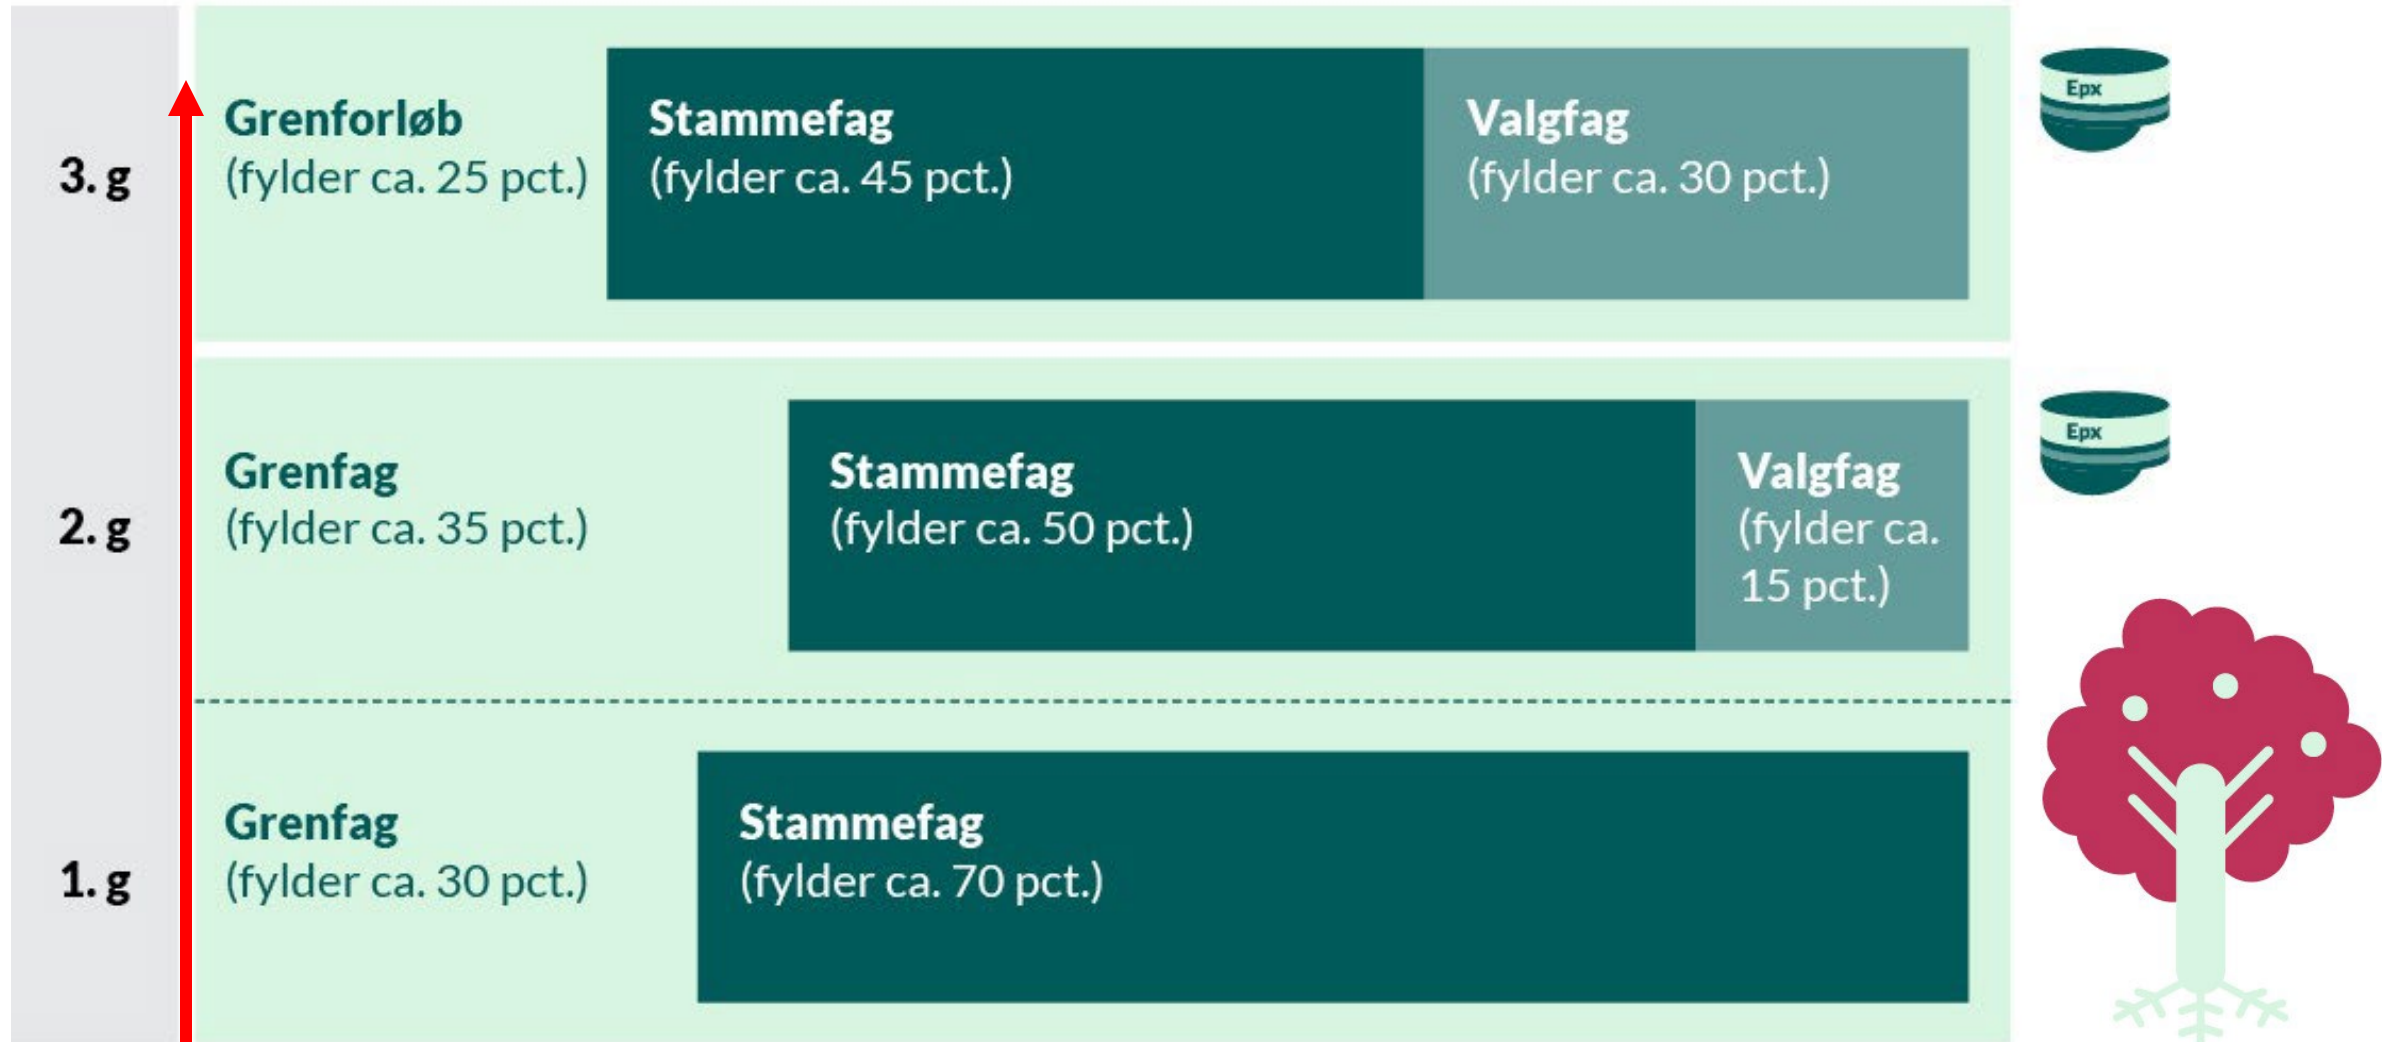 3. g
Grenforløb
(fylder ca. 25 pct.)
Stammefag
(fylder ca. 45 pct.)
Valgfag
(fylder ca. 30 pct.)
Epx
2. g
Grenfag
(fylder ca. 35 pct.)
Stammefag
(fylder ca. 50 pct.)
Valgfag
(fylder ca.
15 pct.)
Epx
1. g
Grenfag
(fylder ca. 30 pct.)
Stammefag
(fylder ca. 70 pct.)